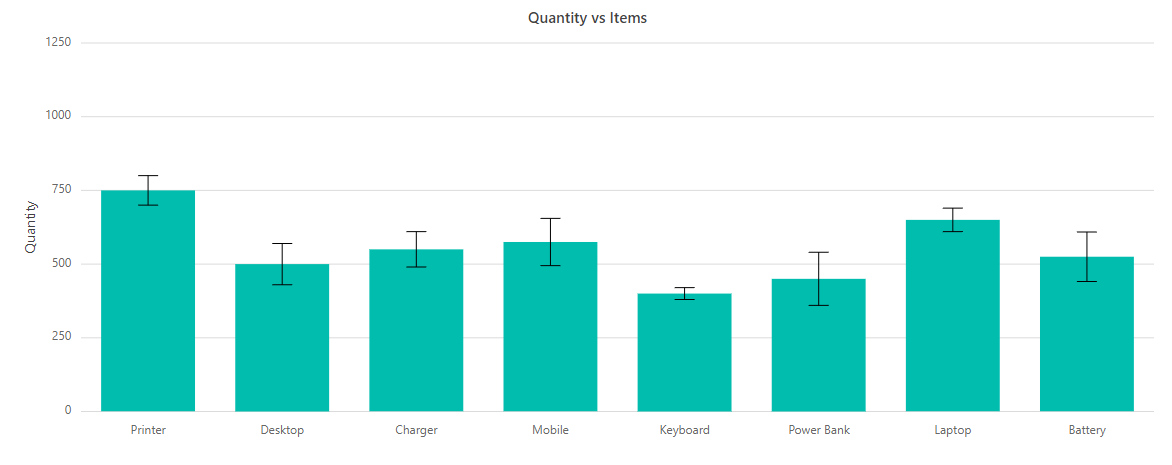 Quantity vs Items
1250
1000
750
500
250
0
Quantity
Printer
Desktop
Charger
Mobile
Keyboard
Power Bank
Laptop
Battery